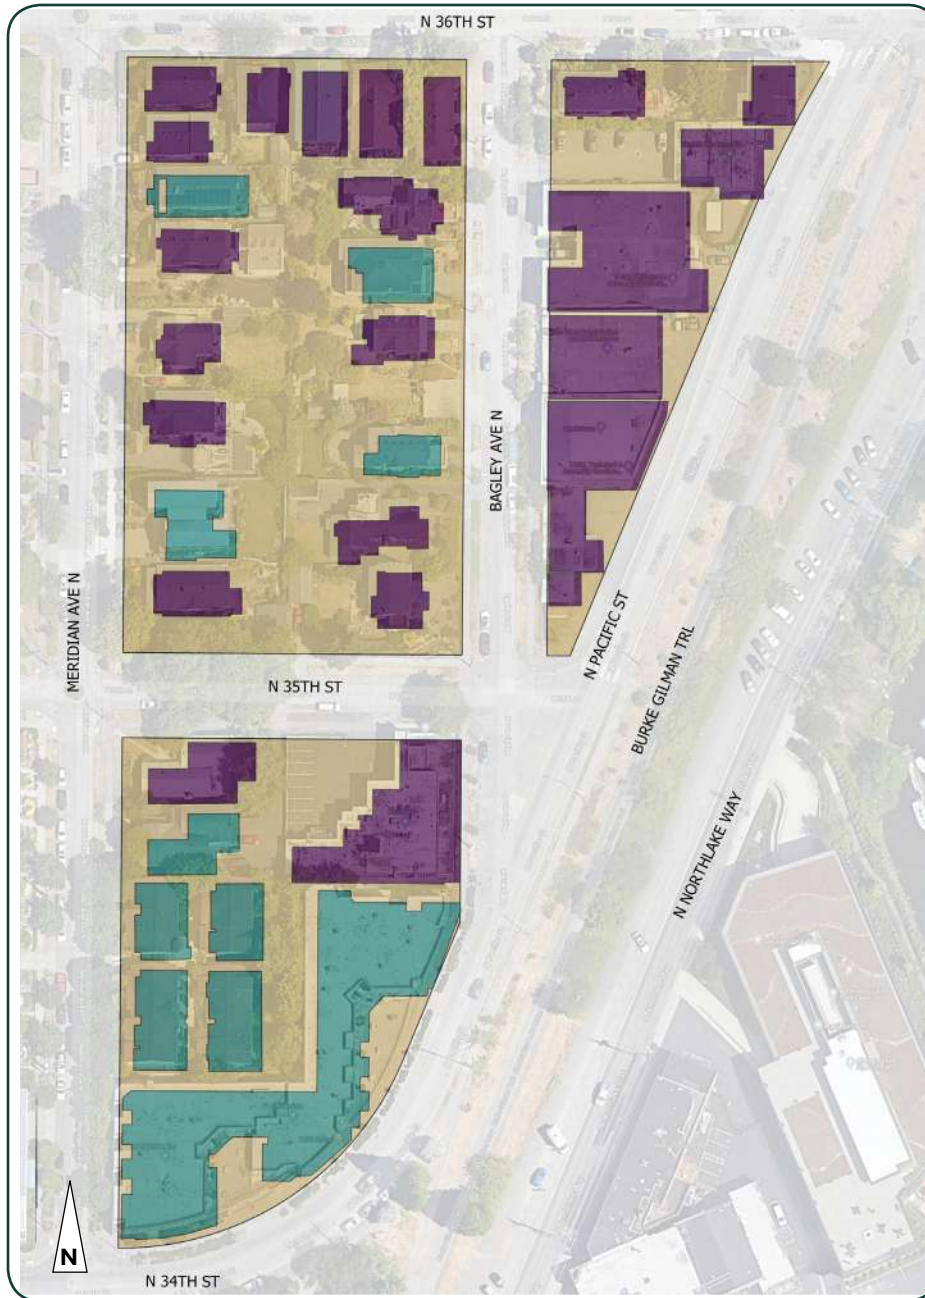 N 36TH ST
BAGLEY AVE N
MERIDIAN AVE N
N 35TH ST
N PACIFIC ST
BURKE GILMAN TRL
N NORTHLAKE WAY
N
N 34TH ST